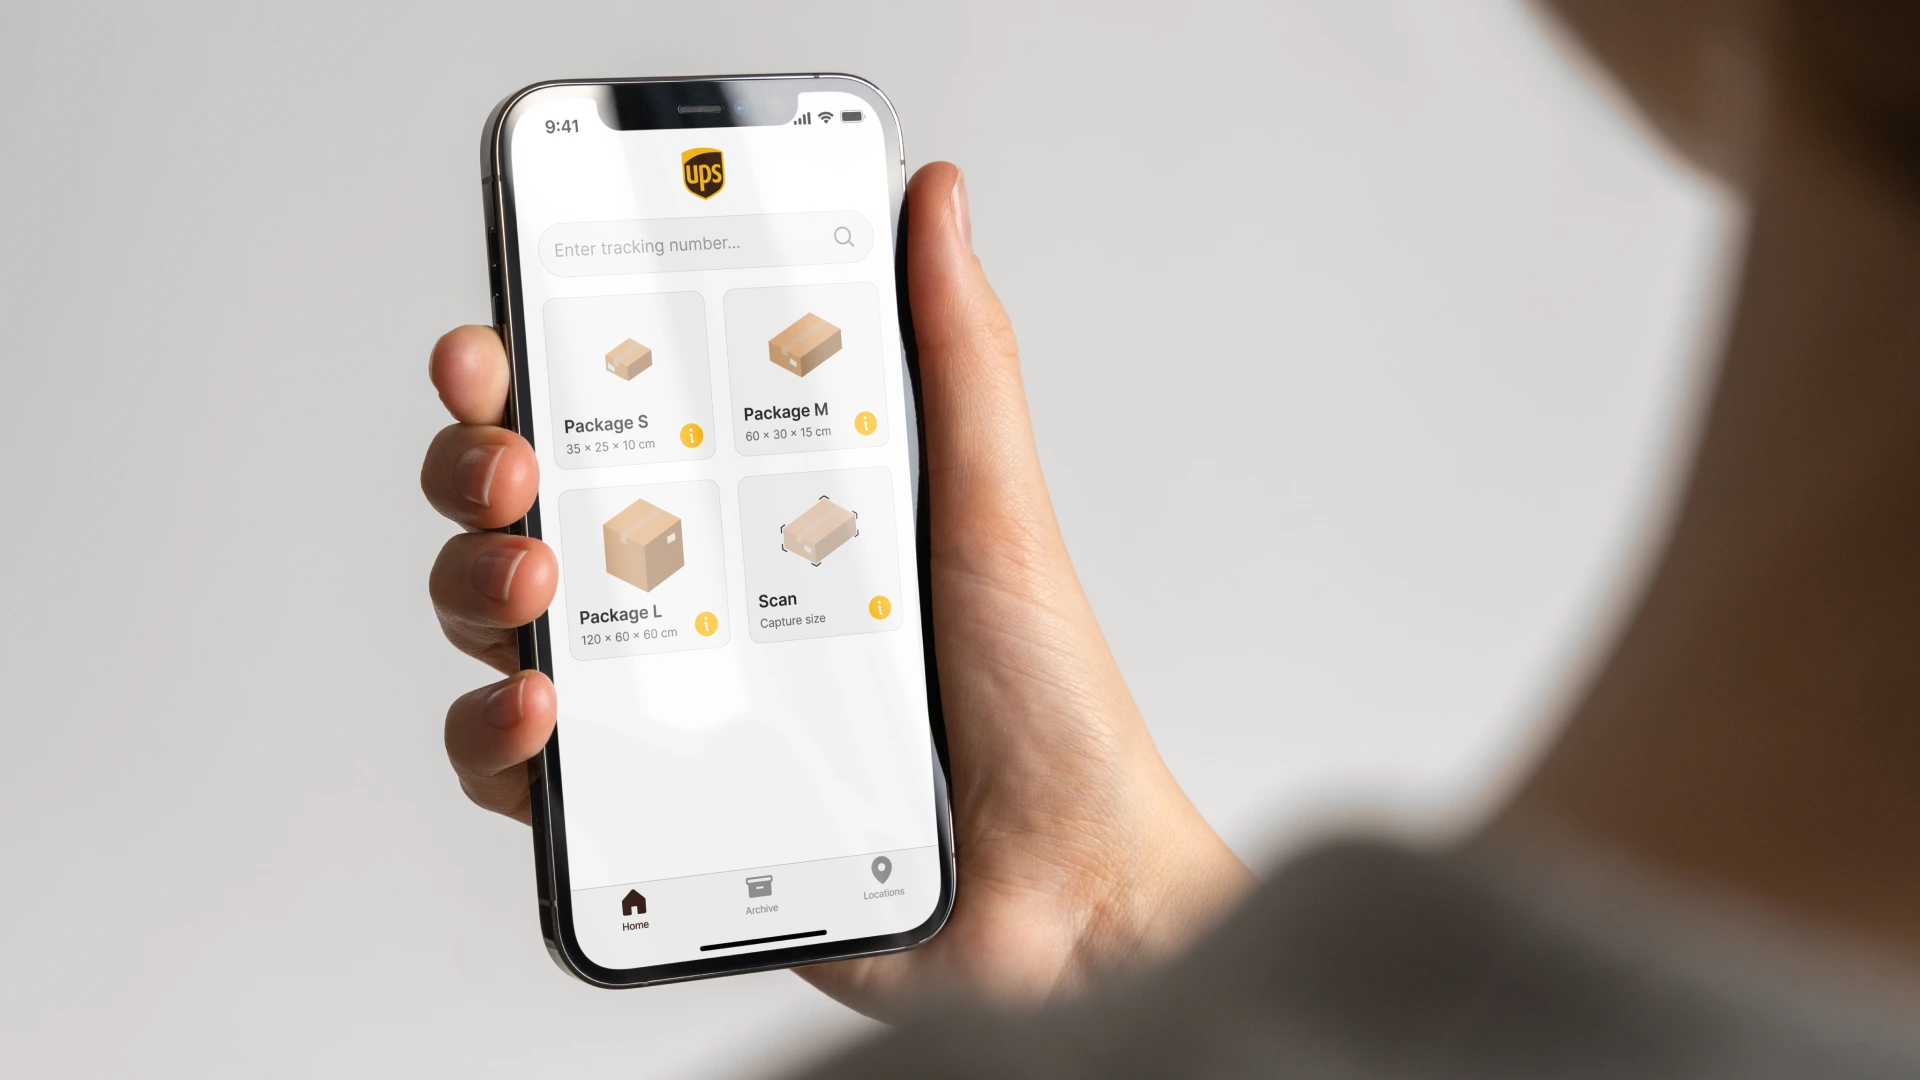 9:41
ups
Enter tracking number...
Package S
35 × 25 × 10 cm
i
Package M
60 × 30 × 15 cm
i
Package L
120 × 60 × 60 cm
i
Scan
Capture size
i
Home
Archive
Locations